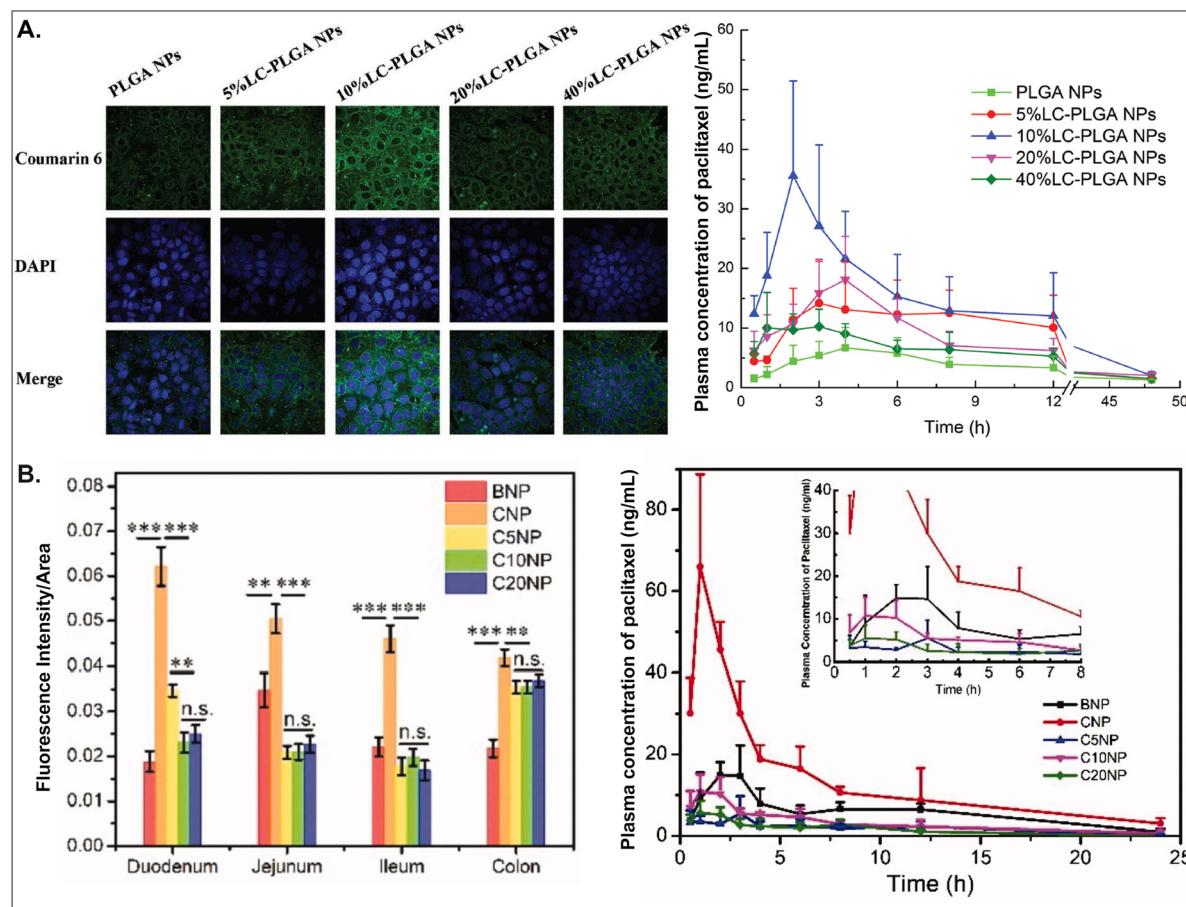 A.
PLGA NPs
5%LC-PLGA NPs
10%LC-PLGA NPs
20%LC-PLGA NPs
40%LC-PLGA NPs
Coumarin 6
DAPI
Merge
Plasma concentration of paclitaxel (ng/mL)
60
50
40
30
20
10
0
PLGA NPs
5%LC-PLGA NPs
10%LC-PLGA NPs
20%LC-PLGA NPs
40%LC-PLGA NPs
0 3 6 9 12 45 50
Time (h)
B.
Fluorescence Intensity/Area
0.08
0.07
0.06
0.05
0.04
0.03
0.02
0.01
0.00
BNP
CNP
C5NP
C10NP
C20NP
*** ***
** ***
*** ***
*** **
**
n.s.
n.s.
n.s.
n.s.
Duodenum Jejunum Ileum Colon
Plasma concentration of paclitaxel (ng/mL)
80
60
40
20
0
Plasma Concentration of Paclitaxel (ng/mL)
40
30
20
10
0
0 1 2 3 4 5 6 7 8
Time (h)
BNP
CNP
C5NP
C10NP
C20NP
0 5 10 15 20 25
Time (h)